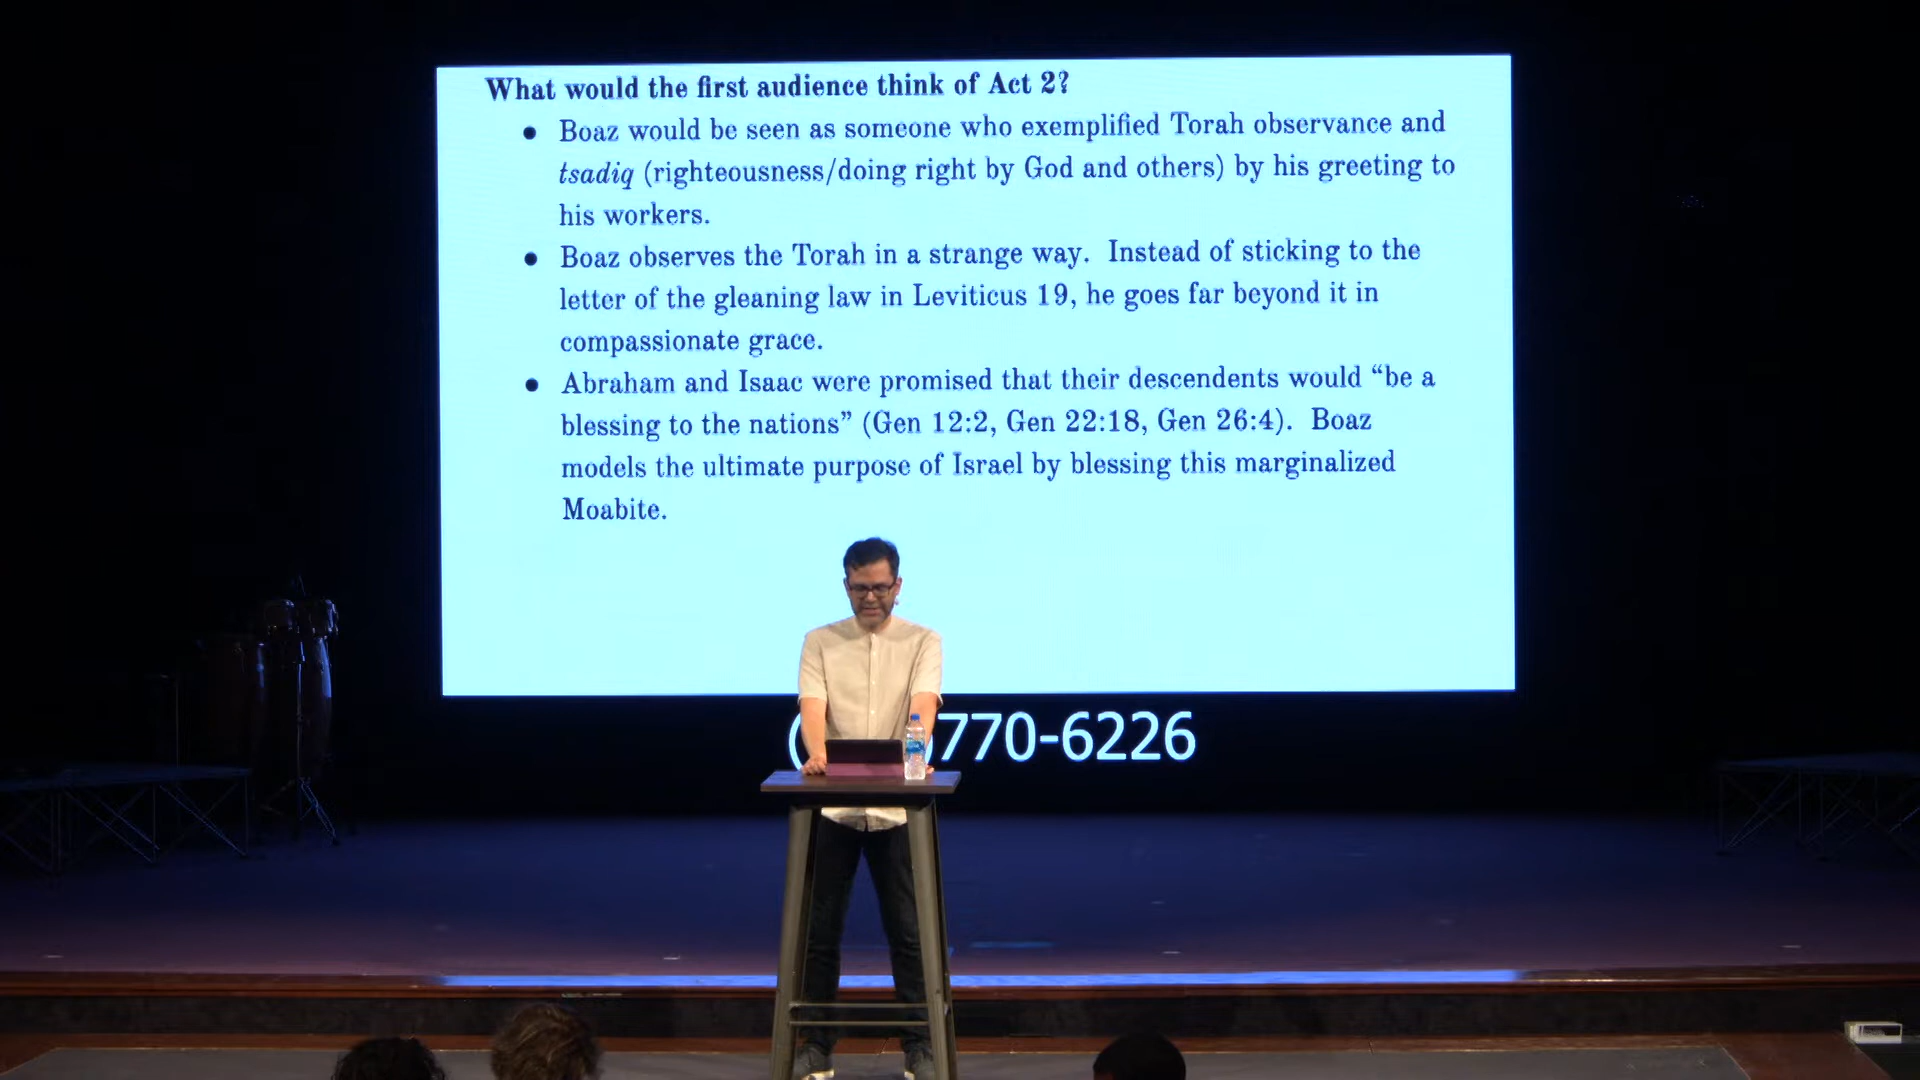 What would the first audience think of Act 2?
• Boaz would be seen as someone who exemplified Torah observance and
tsadiq (righteousness/doing right by God and others) by his greeting to
his workers.
• Boaz observes the Torah in a strange way. Instead of sticking to the
letter of the gleaning law in Leviticus 19, he goes far beyond it in
compassionate grace.
• Abraham and Isaac were promised that their descendents would “be a
blessing to the nations” (Gen 12:2, Gen 22:18, Gen 26:4). Boaz
models the ultimate purpose of Israel by blessing this marginalized
Moabite.
770-6226